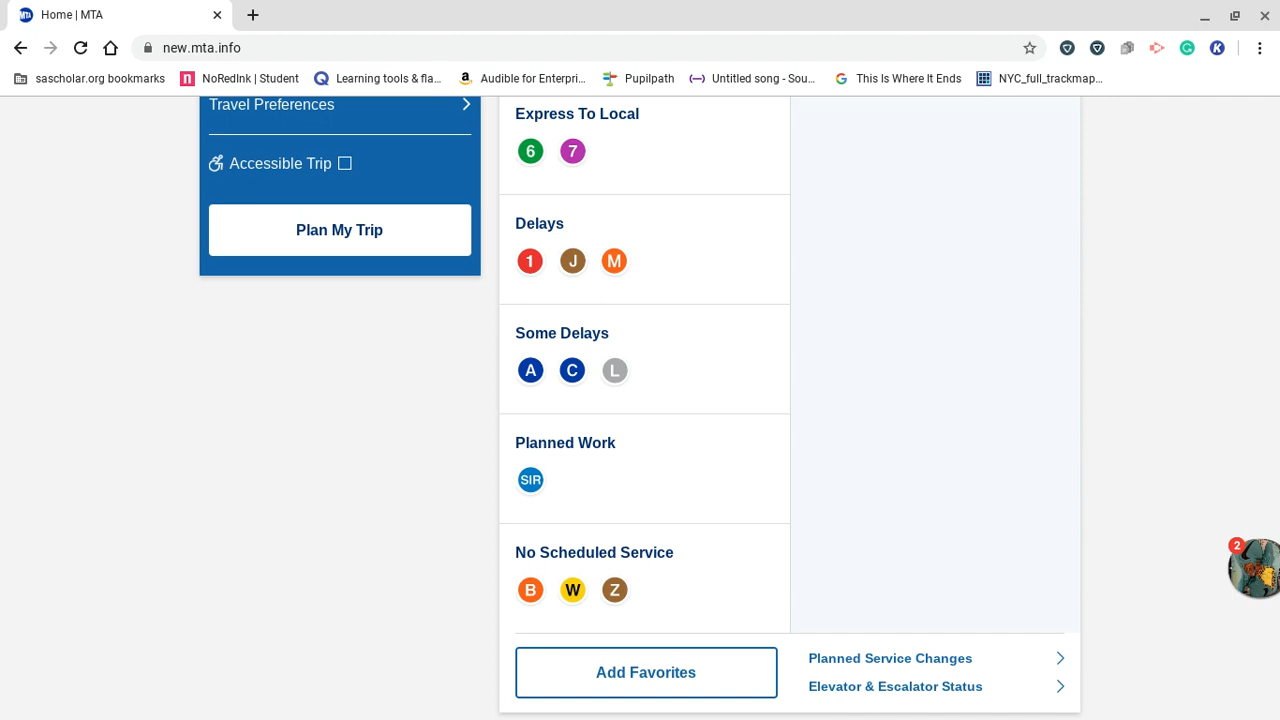 Home | MTA
new.mta.info
sascholar.org bookmarks
NoRedInk | Student
Learning tools & fla...
Audible for Enterpri...
Pupilpath
Untitled song - Sou...
This Is Where It Ends
NYC_full_trackmap...
Travel Preferences
Accessible Trip
Plan My Trip
Express To Local
6 7
Delays
1 J M
Some Delays
A C L
Planned Work
SIR
No Scheduled Service
B W Z
Add Favorites
Planned Service Changes
Elevator & Escalator Status
2